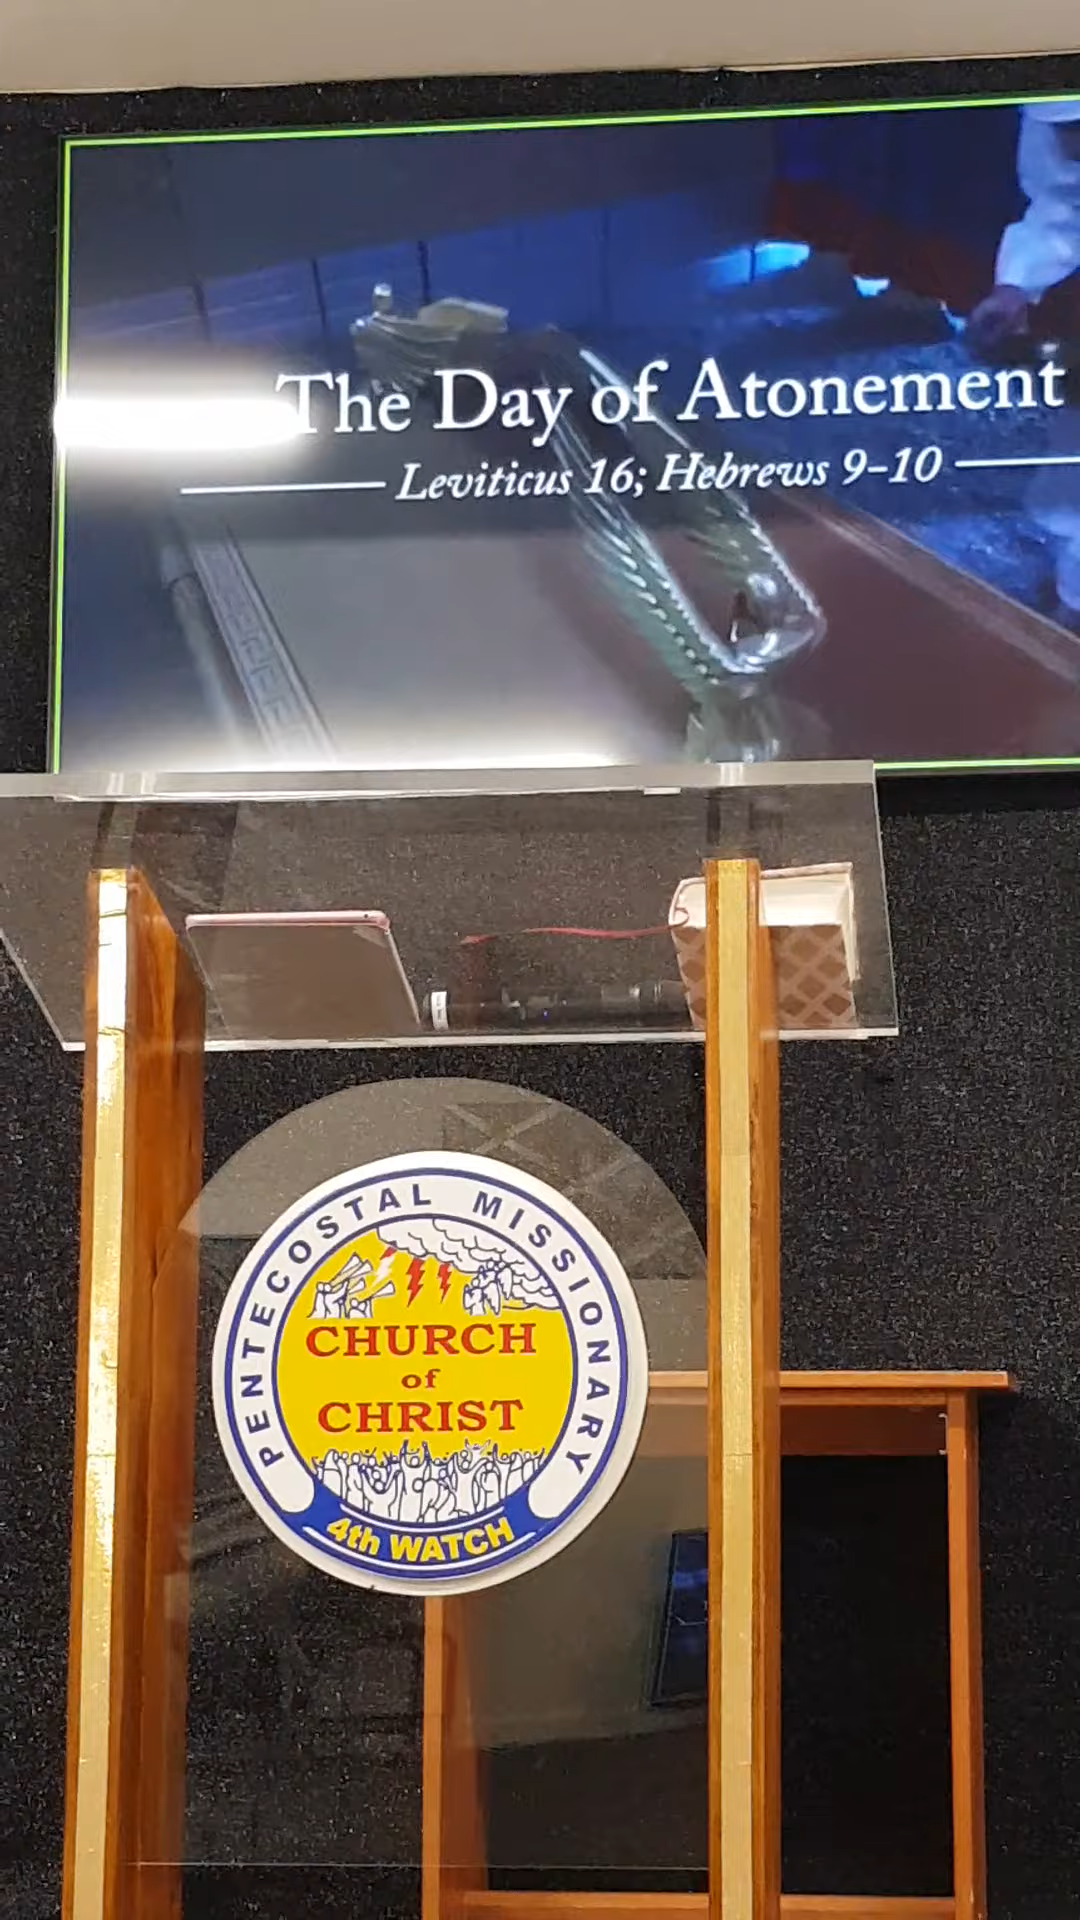 The Day of Atonement
Leviticus 16; Hebrews 9-10
PENTECOSTAL MISSIONARY
CHURCH
of
CHRIST
4th WATCH